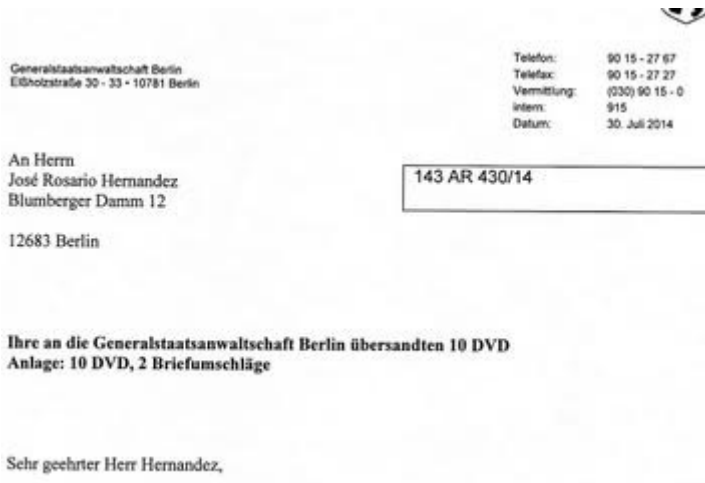 Generalstaatsanwaltschaft Berlin
Elßholzstraße 30 - 33 • 10781 Berlin
Telefon: 90 15 - 27 67
Telefax: 90 15 - 27 27
Vermittlung: (030) 90 15 - 0
intern: 915
Datum: 30. Juli 2014
An Herrn
José Rosario Hernandez
Blumberger Damm 12
12683 Berlin
143 AR 430/14
Ihre an die Generalstaatsanwaltschaft Berlin übersandten 10 DVD
Anlage: 10 DVD, 2 Briefumschläge
Sehr geehrter Herr Hernandez,